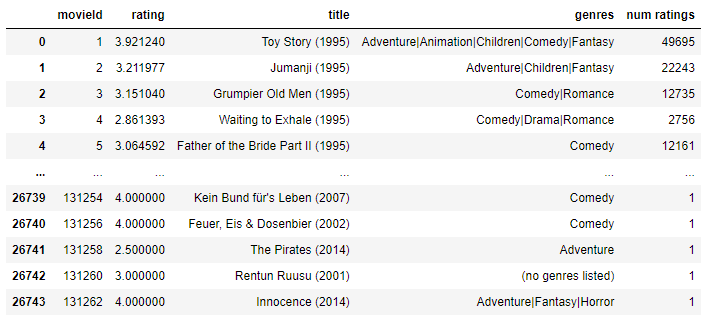 movieId rating title genres num ratings
0 1 3.921240 Toy Story (1995) Adventure|Animation|Children|Comedy|Fantasy 49695
1 2 3.211977 Jumanji (1995) Adventure|Children|Fantasy 22243
2 3 3.151040 Grumpier Old Men (1995) Comedy|Romance 12735
3 4 2.861393 Waiting to Exhale (1995) Comedy|Drama|Romance 2756
4 5 3.064592 Father of the Bride Part II (1995) Comedy 12161
... ... ... ... ... ...
26739 131254 4.000000 Kein Bund für's Leben (2007) Comedy 1
26740 131256 4.000000 Feuer, Eis & Dosenbier (2002) Comedy 1
26741 131258 2.500000 The Pirates (2014) Adventure 1
26742 131260 3.000000 Rentun Ruusu (2001) (no genres listed) 1
26743 131262 4.000000 Innocence (2014) Adventure|Fantasy|Horror 1